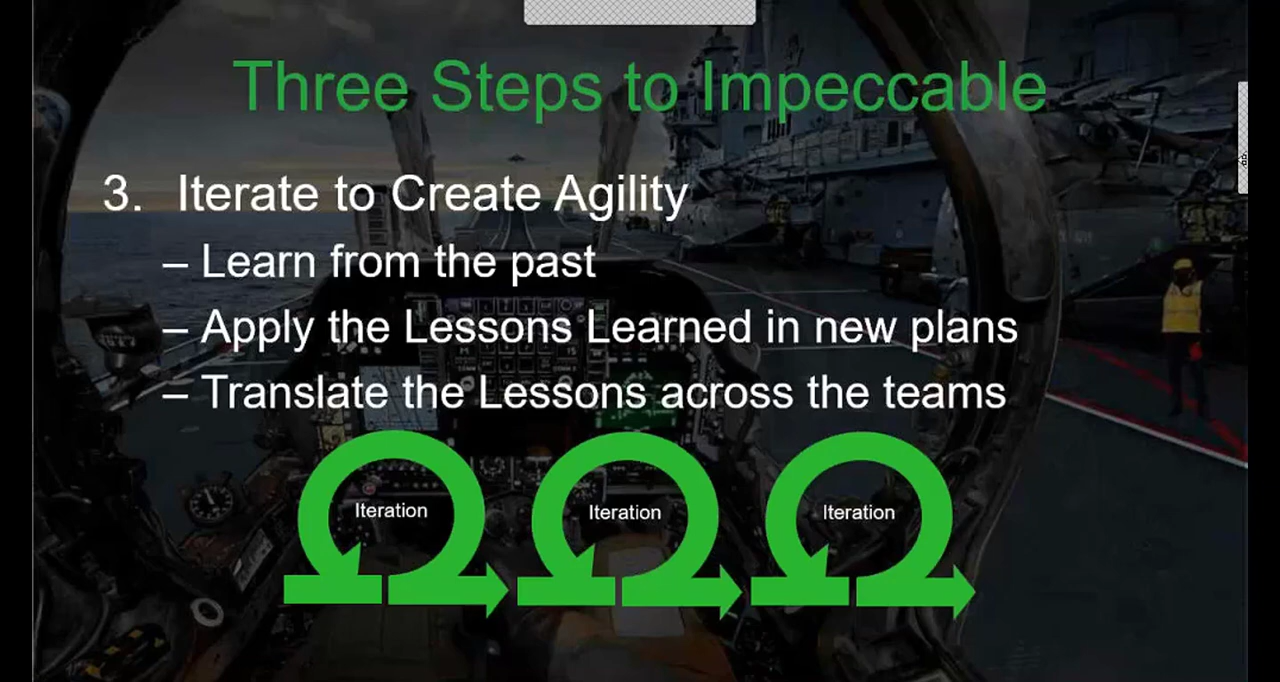 Three Steps to Impeccable
3. Iterate to Create Agility
– Learn from the past
– Apply the Lessons Learned in new plans
– Translate the Lessons across the teams
Iteration Iteration Iteration